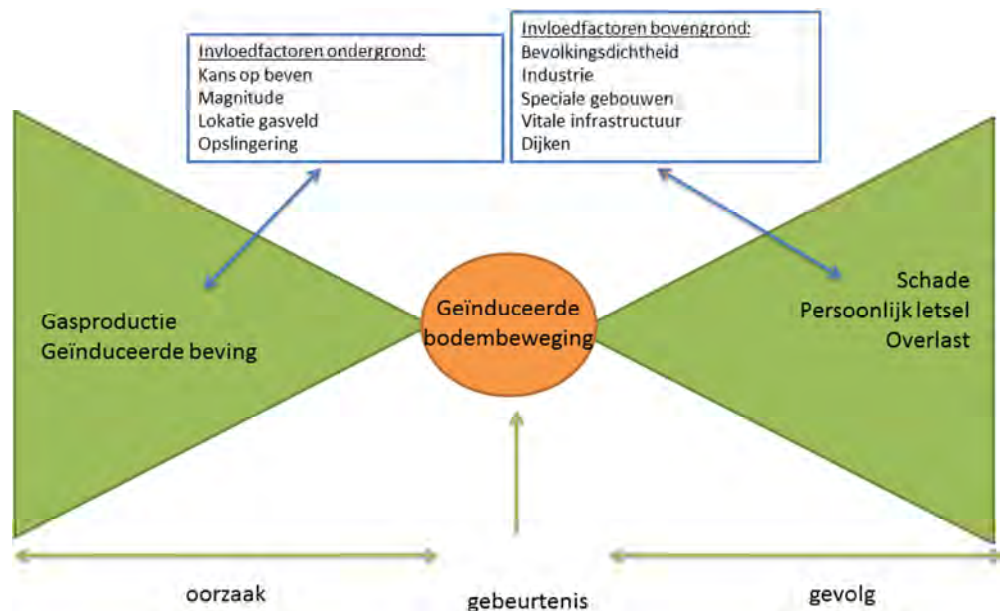 Invloedfactoren ondergrond:
Kans op beven
Magnitude
Lokatie gasveld
Opslingering
Invloedfactoren bovengrond:
Bevolkingsdichtheid
Industrie
Speciale gebouwen
Vitale infrastructuur
Dijken
Gasproductie
Geïnduceerde beving
Geïnduceerde
bodembeweging
Schade
Persoonlijk letsel
Overlast
oorzaak
gebeurtenis
gevolg